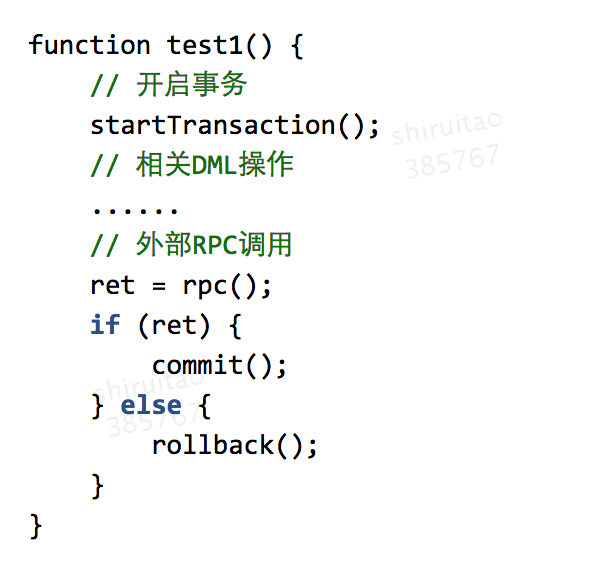 function test1() {
    // 开启事务
    startTransaction();
    // 相关DML操作
    ......
    // 外部RPC调用
    ret = rpc();
    if (ret) {
        commit();
    } else {
        rollback();
    }
}
shiruitao
385767
shiruitao
385767